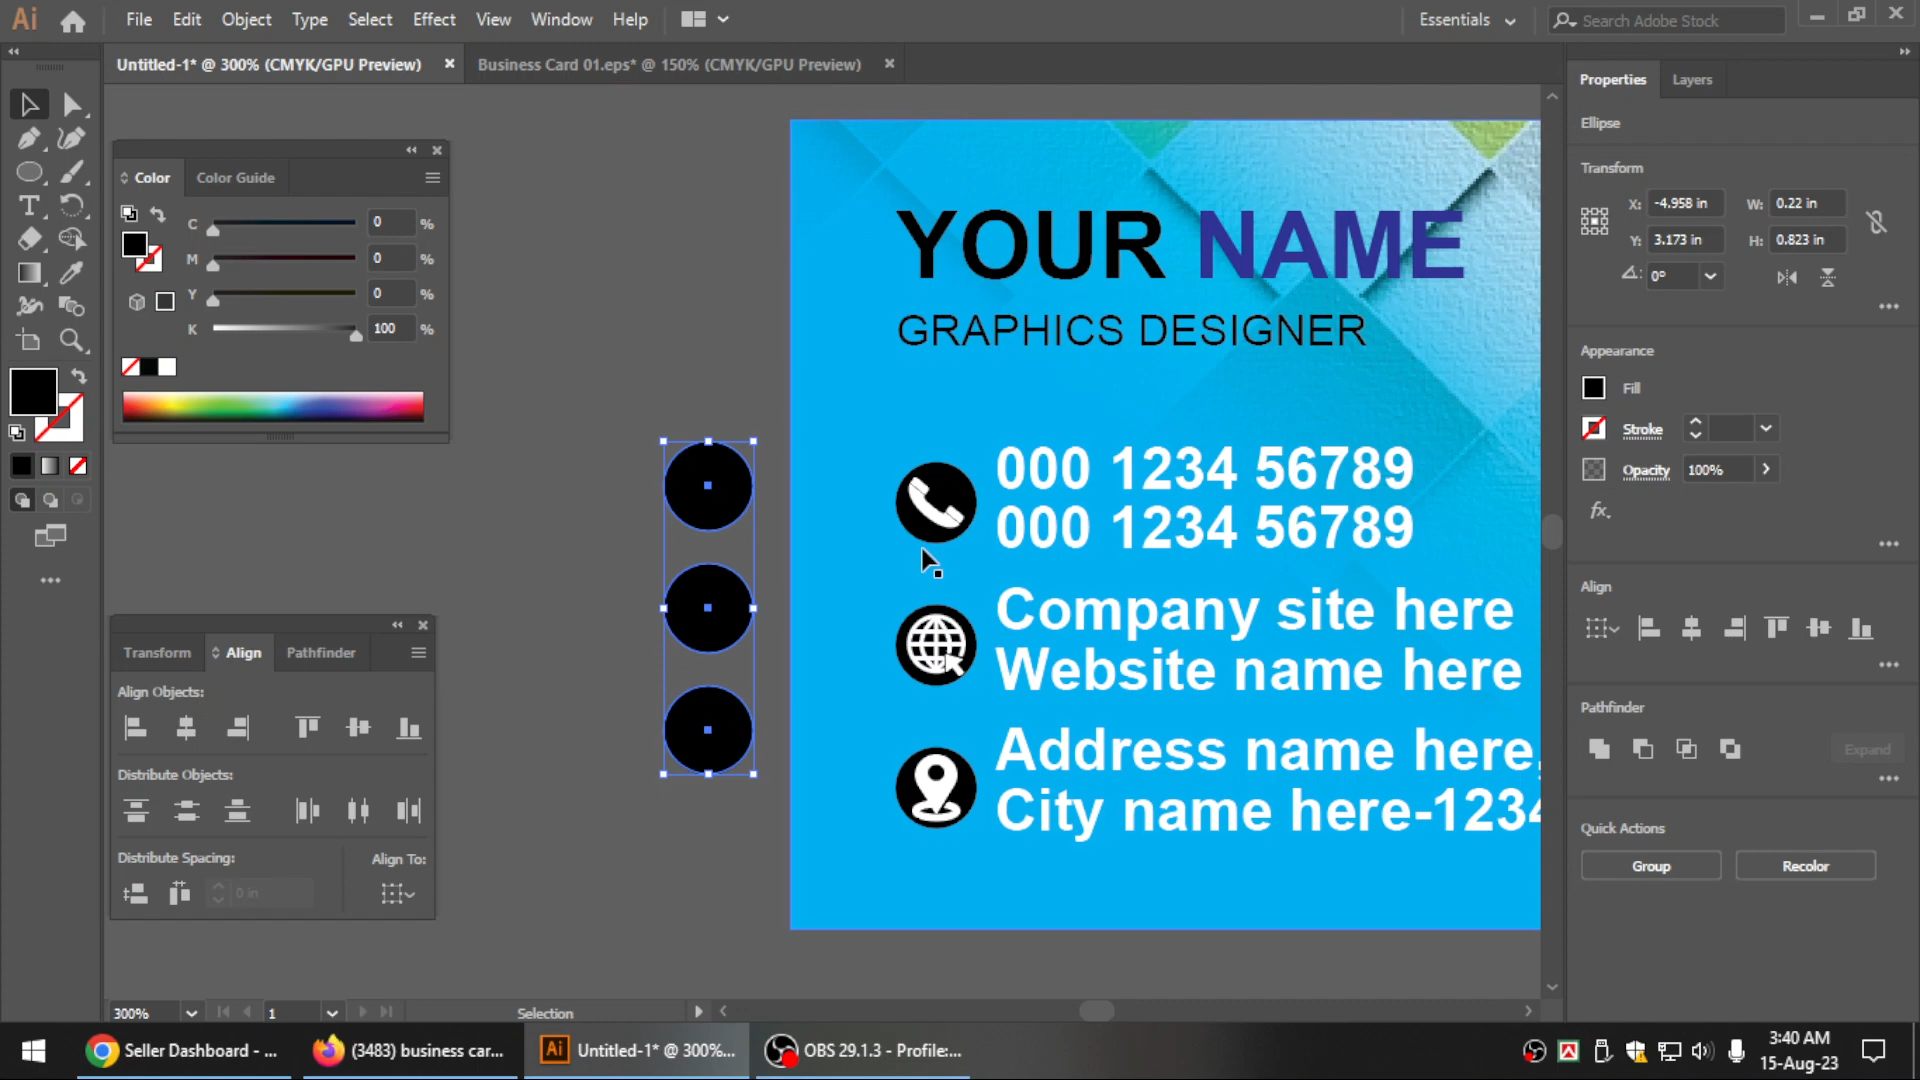 Ai File Edit Object Type Select Effect View Window Help Essentials Search Adobe Stock
Untitled-1* @ 300% (CMYK/GPU Preview) Business Card 01.eps* @ 150% (CMYK/GPU Preview)
Properties Layers
Ellipse
Transform
X: -4.958 in W: 0.22 in
Y: 3.173 in H: 0.823 in
0°
Appearance
Fill
Stroke
Opacity 100%
fx.
Align
Pathfinder
Expand
Quick Actions
Group Recolor
Color Color Guide
C 0 %
M 0 %
Y 0 %
K 100 %
Transform Align Pathfinder
Align Objects:
Distribute Objects:
Distribute Spacing: Align To:
0 in
YOUR NAME
GRAPHICS DESIGNER
000 1234 56789
000 1234 56789
Company site here
Website name here
Address name here,
City name here-1234
300% 1 Selection
Seller Dashboard - ... (3483) business car... Ai Untitled-1* @ 300%... OBS 29.1.3 - Profile:...
3:40 AM
15-Aug-23